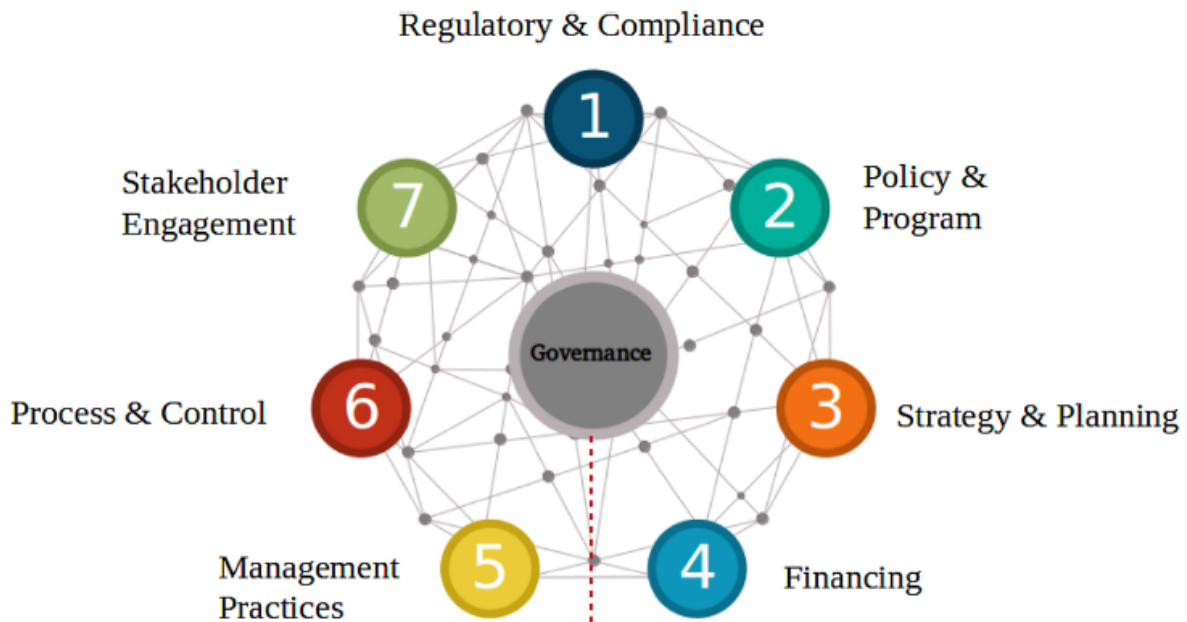 Regulatory & Compliance
1
2
Policy &
Program
3
Strategy & Planning
4
Financing
5
Management
Practices
6
Process & Control
7
Stakeholder
Engagement
Governance